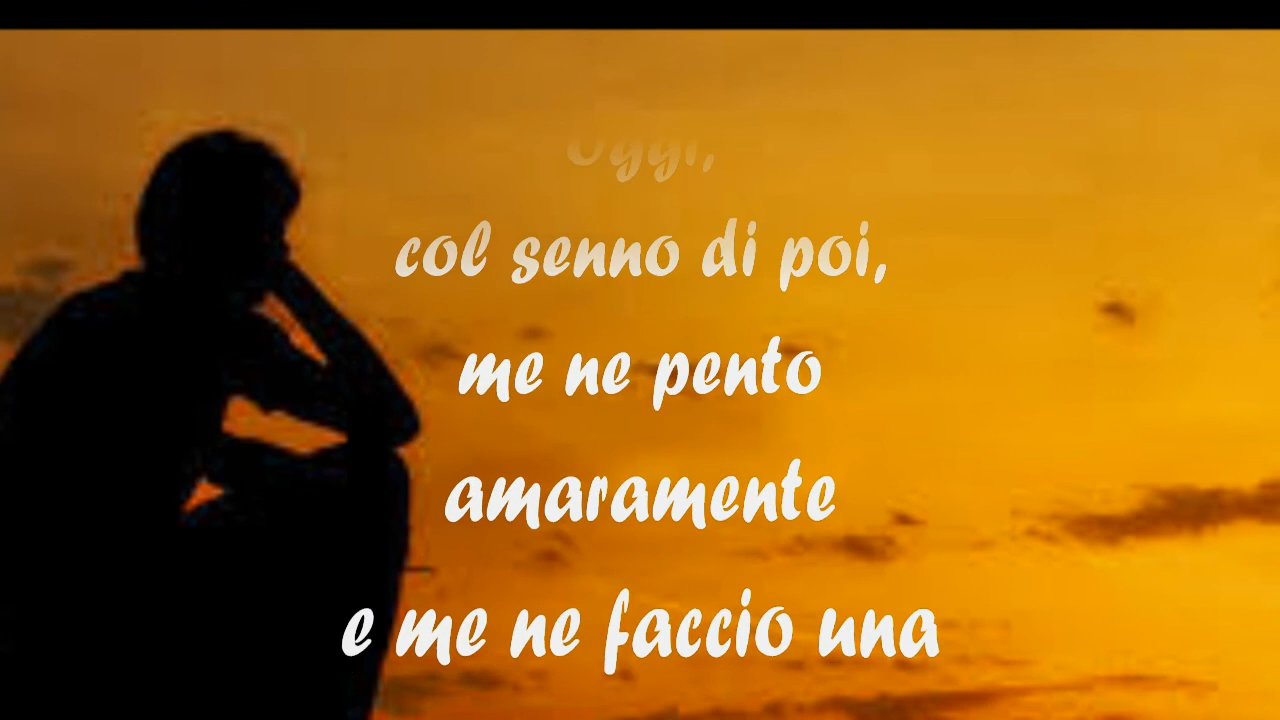 Oggi,
col senno di poi,
me ne pento
amaramente
e me ne faccio una